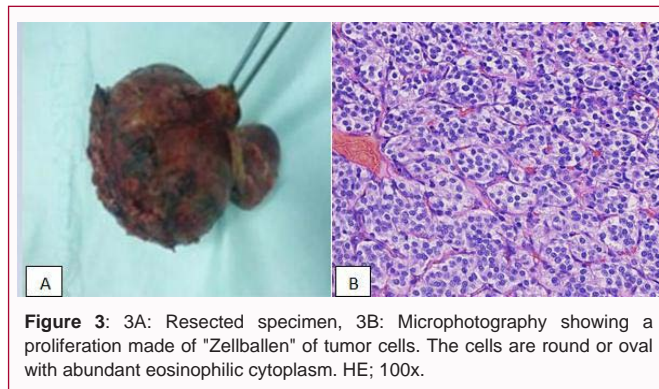 A
B
Figure 3: 3A: Resected specimen, 3B: Microphotography showing a
proliferation made of "Zellballen" of tumor cells. The cells are round or oval
with abundant eosinophilic cytoplasm. HE; 100x.